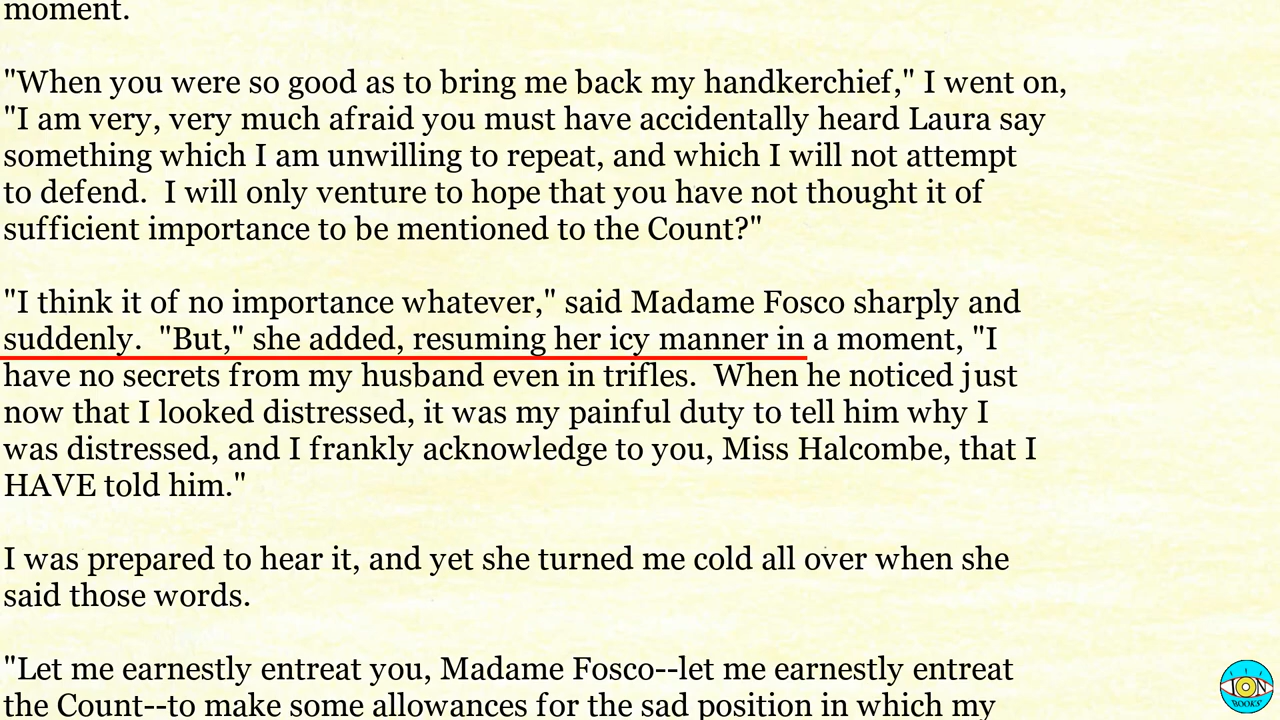 moment.
"When you were so good as to bring me back my handkerchief," I went on,
"I am very, very much afraid you must have accidentally heard Laura say
something which I am unwilling to repeat, and which I will not attempt
to defend.  I will only venture to hope that you have not thought it of
sufficient importance to be mentioned to the Count?"
"I think it of no importance whatever," said Madame Fosco sharply and
suddenly.  "But," she added, resuming her icy manner in a moment, "I
have no secrets from my husband even in trifles.  When he noticed just
now that I looked distressed, it was my painful duty to tell him why I
was distressed, and I frankly acknowledge to you, Miss Halcombe, that I
HAVE told him."
I was prepared to hear it, and yet she turned me cold all over when she
said those words.
"Let me earnestly entreat you, Madame Fosco--let me earnestly entreat
the Count--to make some allowances for the sad position in which my
ION
BOOKS